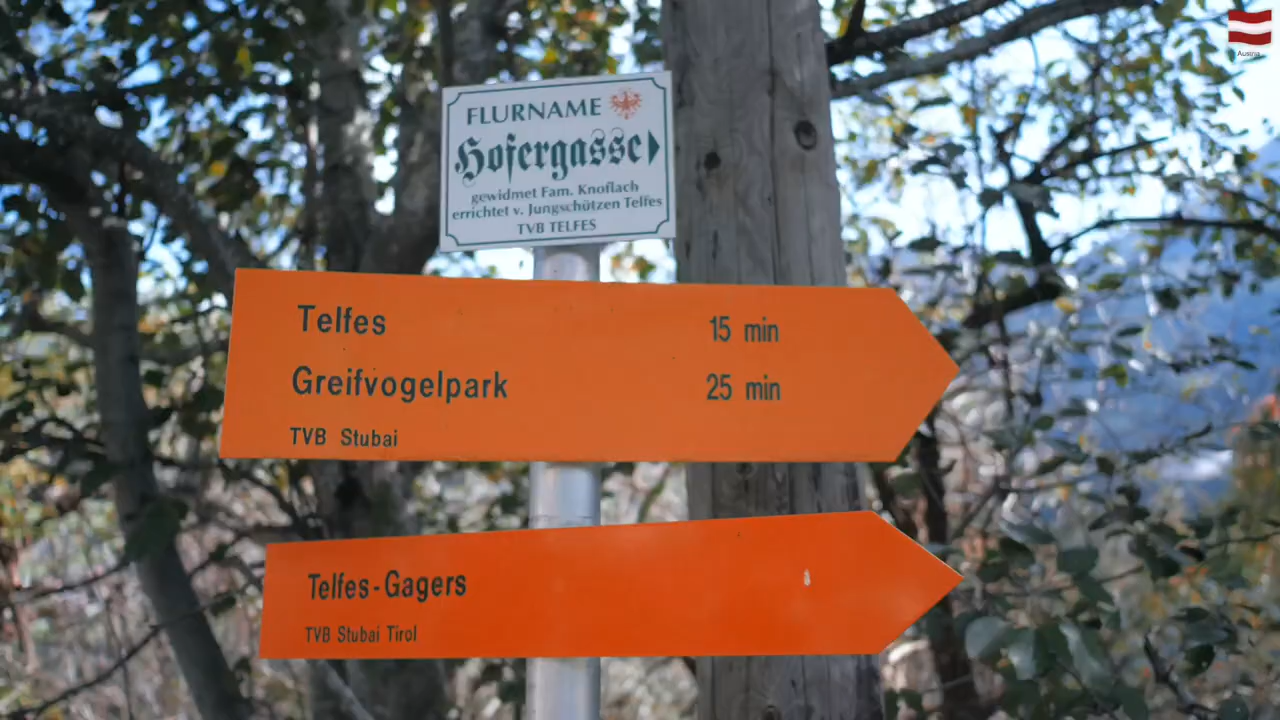 Austria
FLURNAME
Hofergasse
gewidmet Fam. Knoflach
errichtet v. Jungschützen Telfes
TVB TELFES
Telfes 15 min
Greifvogelpark 25 min
TVB Stubai
Telfes-Gagers
TVB Stubai Tirol